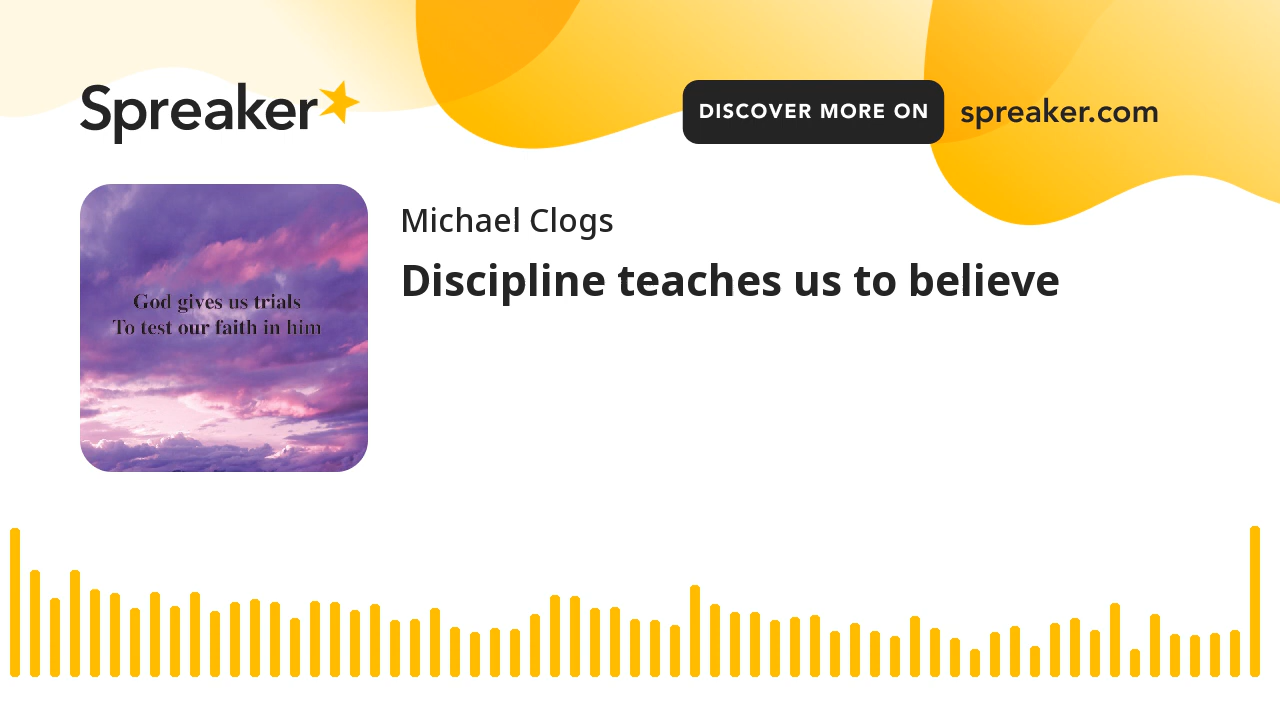 Spreaker
DISCOVER MORE ON
spreaker.com
Michael Clogs
Discipline teaches us to believe
God gives us trials
To test our faith in him